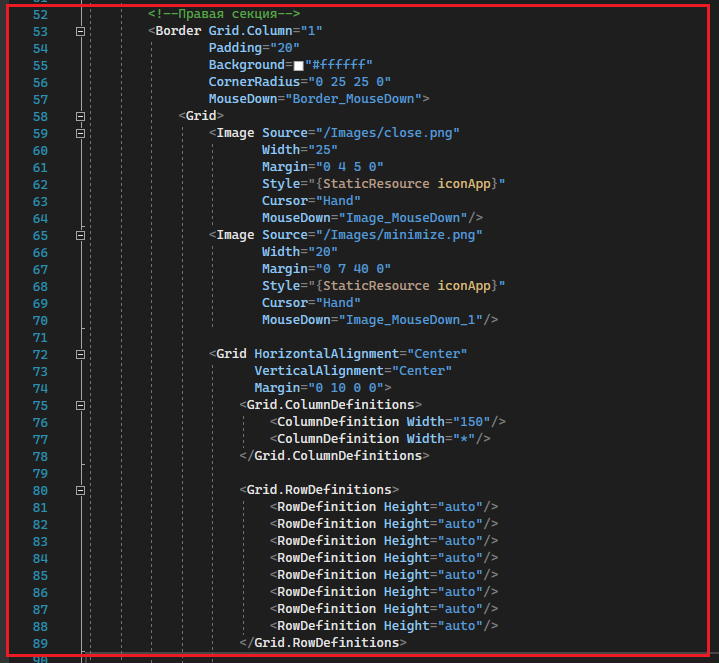 52 <!--Правая секция-->
53 <Border Grid.Column="1"
54 Padding="20"
55 Background="#ffffff"
56 CornerRadius="0 25 25 0"
57 MouseDown="Border_MouseDown">
58 <Grid>
59 <Image Source="/Images/close.png"
60 Width="25"
61 Margin="0 4 5 0"
62 Style="{StaticResource iconApp}"
63 Cursor="Hand"
64 MouseDown="Image_MouseDown"/>
65 <Image Source="/Images/minimize.png"
66 Width="20"
67 Margin="0 7 40 0"
68 Style="{StaticResource iconApp}"
69 Cursor="Hand"
70 MouseDown="Image_MouseDown_1"/>
71
72 <Grid HorizontalAlignment="Center"
73 VerticalAlignment="Center"
74 Margin="0 10 0 0">
75 <Grid.ColumnDefinitions>
76 <ColumnDefinition Width="150"/>
77 <ColumnDefinition Width="*"/>
78 </Grid.ColumnDefinitions>
79
80 <Grid.RowDefinitions>
81 <RowDefinition Height="auto"/>
82 <RowDefinition Height="auto"/>
83 <RowDefinition Height="auto"/>
84 <RowDefinition Height="auto"/>
85 <RowDefinition Height="auto"/>
86 <RowDefinition Height="auto"/>
87 <RowDefinition Height="auto"/>
88 <RowDefinition Height="auto"/>
89 </Grid.RowDefinitions>
90